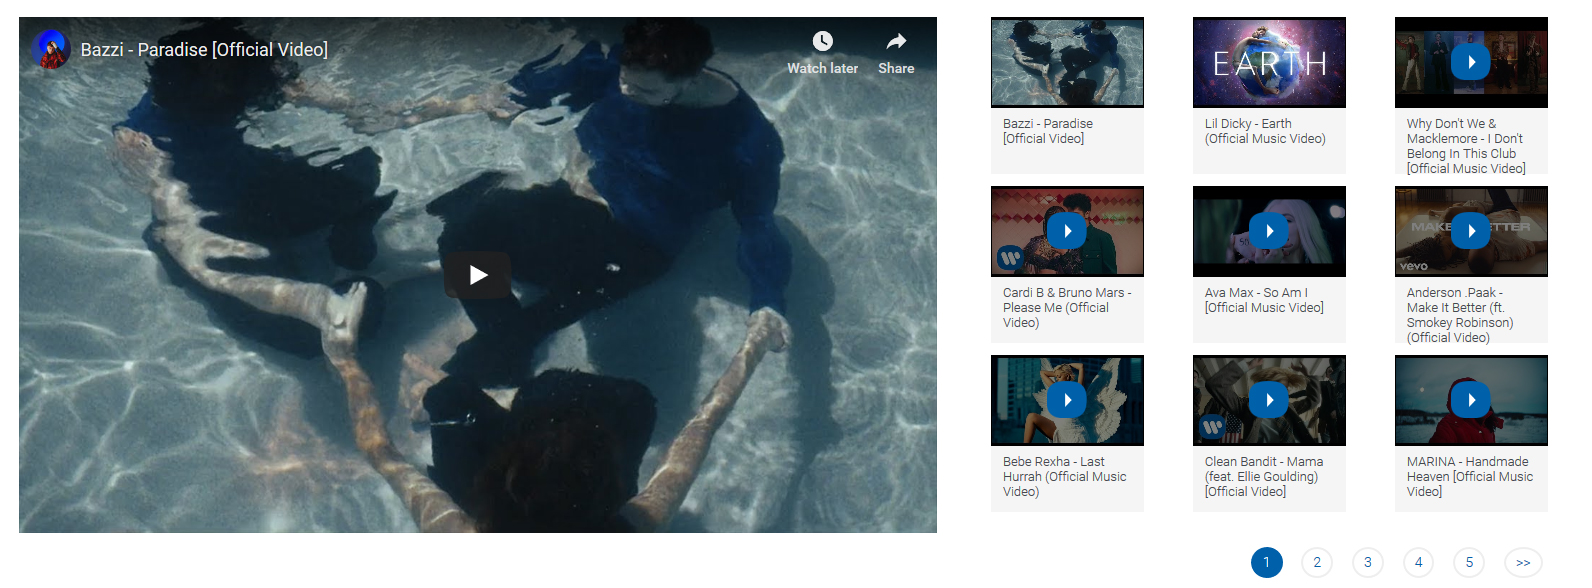 Bazzi - Paradise [Official Video]
Watch later
Share
EARTH
Bazzi - Paradise
[Official Video]
Lil Dicky - Earth
(Official Music Video)
Why Don't We &
Macklemore - I Don't
Belong In This Club
[Official Music Video]
Cardi B & Bruno Mars -
Please Me (Official
Video)
Ava Max - So Am I
[Official Music Video]
vevo
Anderson .Paak -
Make It Better (ft.
Smokey Robinson)
(Official Video)
Bebe Rexha - Last
Hurrah (Official Music
Video)
Clean Bandit - Mama
(feat. Ellie Goulding)
[Official Video]
MARINA - Handmade
Heaven [Official Music
Video]
1 2 3 4 5 >>